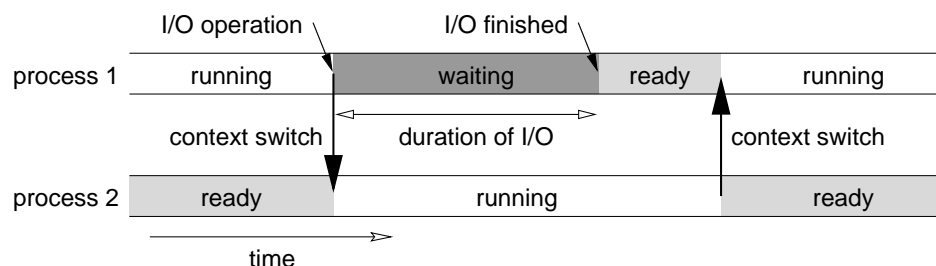 I/O operation I/O finished
process 1 running waiting ready running
context switch duration of I/O context switch
process 2 ready running ready
time